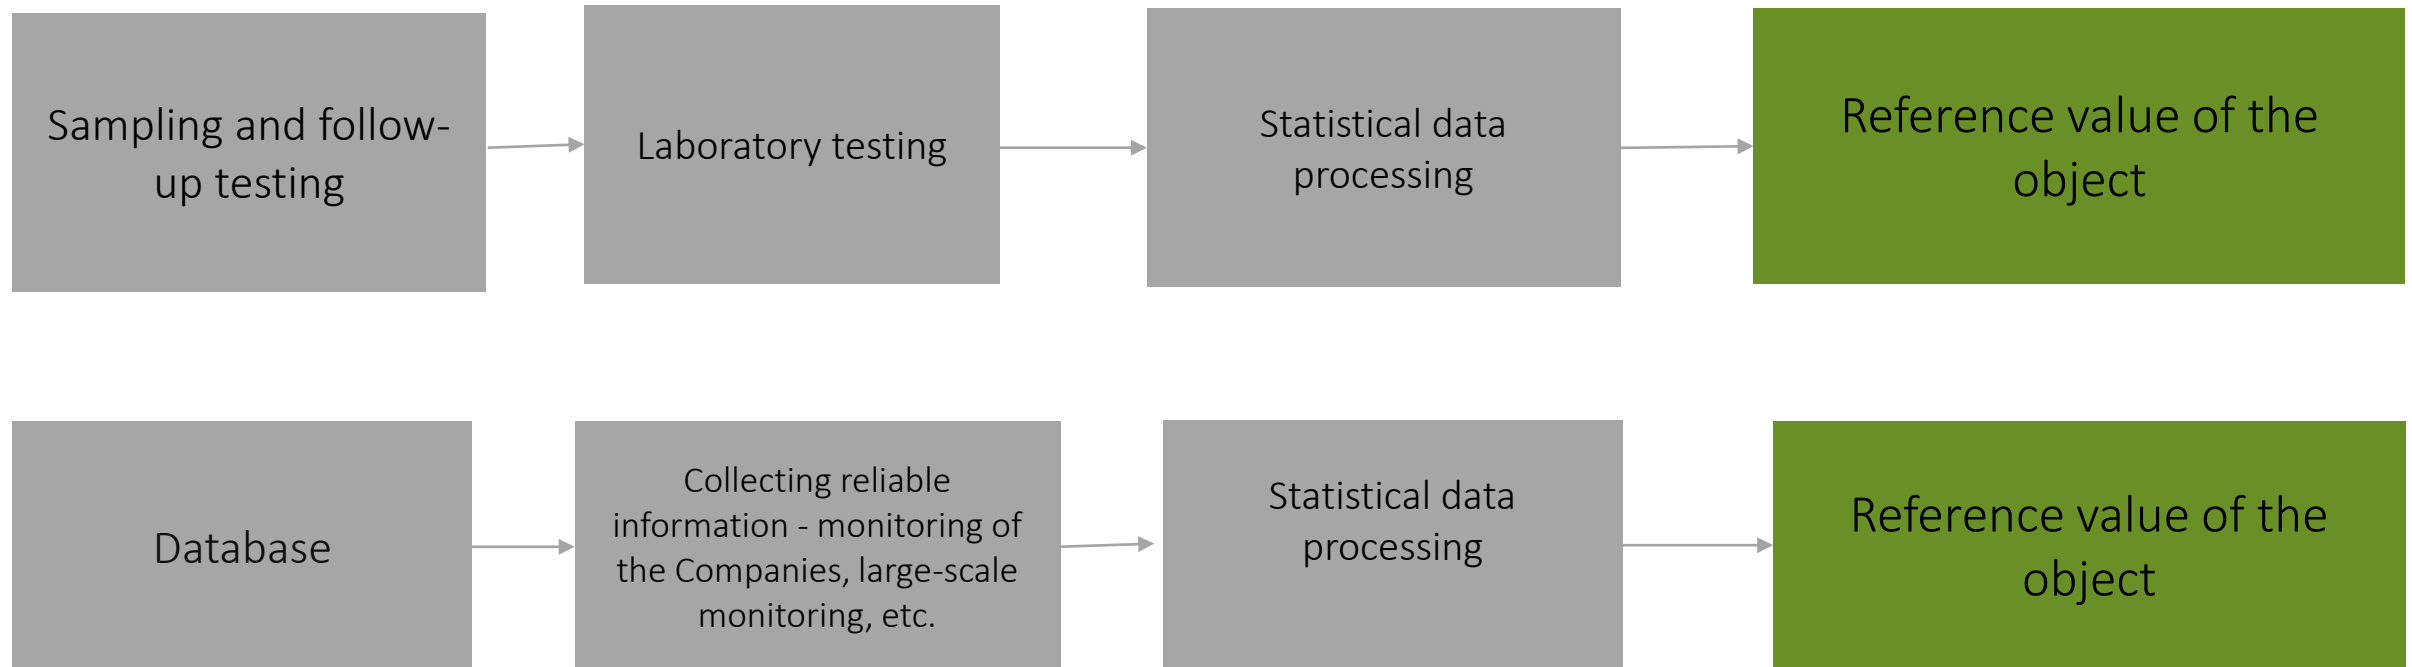 Sampling and follow-
up testing
Laboratory testing
Statistical data
processing
Reference value of the
object
Database
Collecting reliable
information - monitoring of
the Companies, large-scale
monitoring, etc.
Statistical data
processing
Reference value of the
object